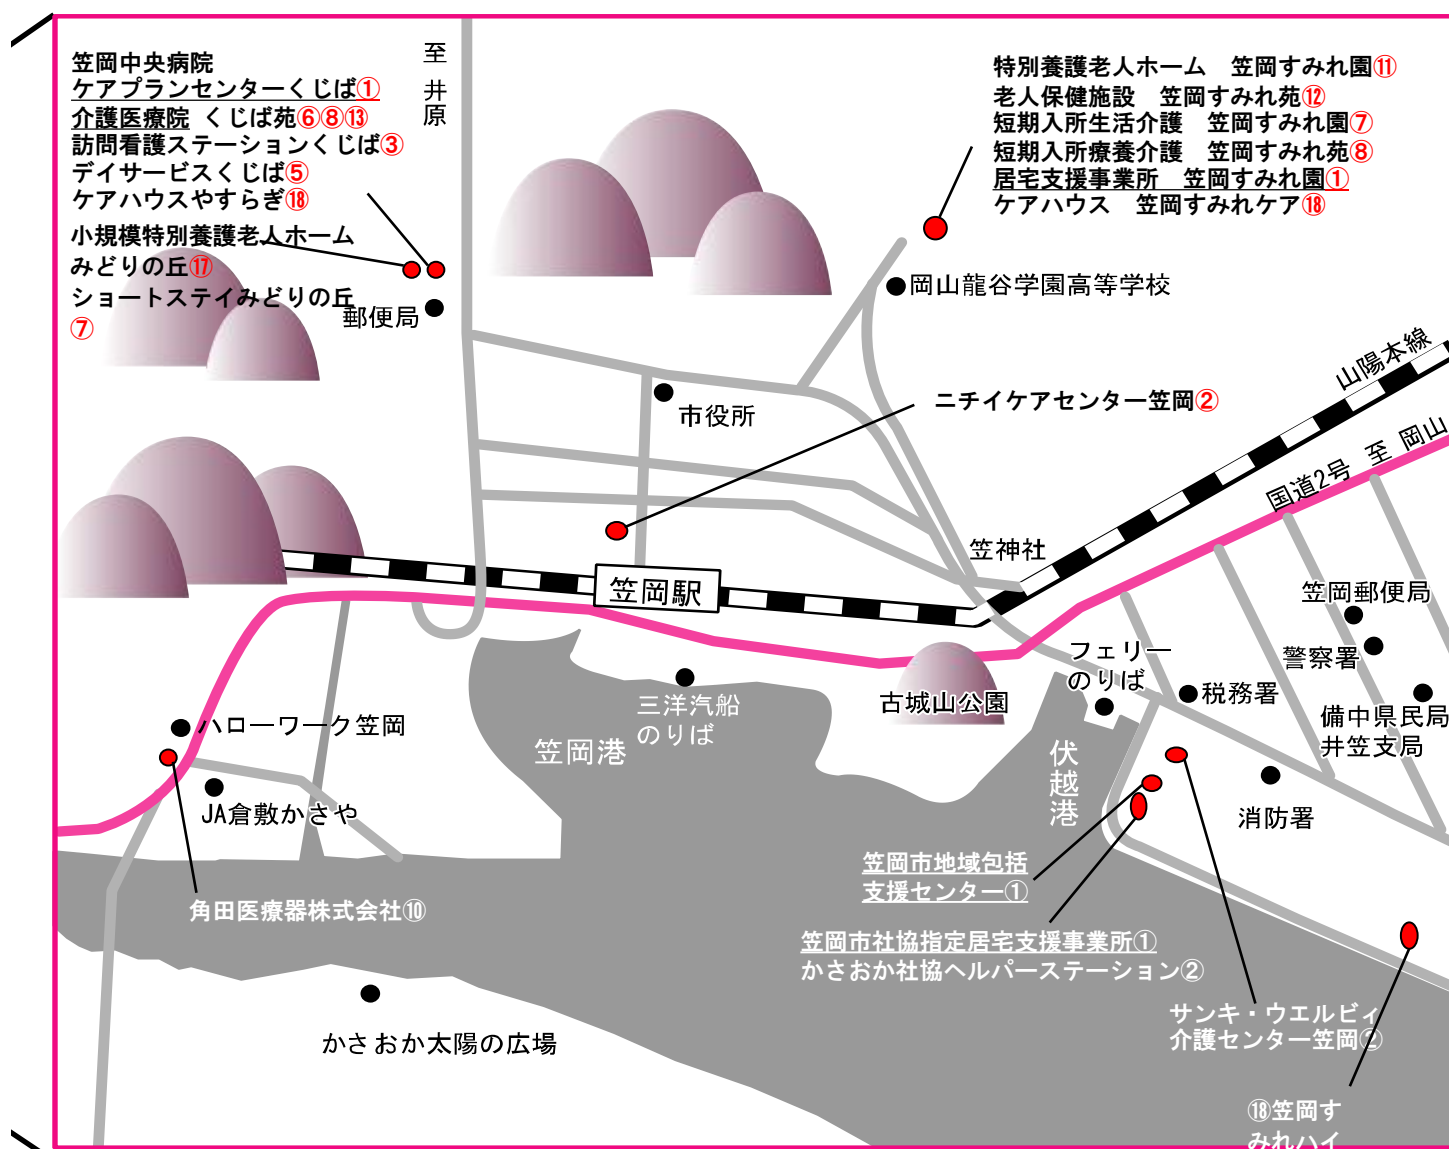 笠岡中央病院
ケアプランセンターくじば①
介護医療院 くじば苑⑥⑧⑬
訪問看護ステーションくじば③
デイサービスくじば⑤
ケアハウスやすらぎ⑱
小規模特別養護老人ホーム
みどりの丘⑰
ショートステイみどりの丘
⑦
至 井原
郵便局
特別養護老人ホーム 笠岡すみれ園⑪
老人保健施設 笠岡すみれ苑⑫
短期入所生活介護 笠岡すみれ園⑦
短期入所療養介護 笠岡すみれ苑⑧
居宅支援事業所 笠岡すみれ園①
ケアハウス 笠岡すみれケア⑱
岡山龍谷学園高等学校
山陽本線
市役所
ニチイケアセンター笠岡②
国道2号 至 岡山
笠神社
笠岡駅
笠岡郵便局
警察署
フェリー
のりば
税務署
備中県民局
井笠支局
古城山公園
三洋汽船
のりば
笠岡港
伏越港
ハローワーク笠岡
JA倉敷かさや
消防署
笠岡市地域包括
支援センター①
角田医療器株式会社⑩
笠岡市社協指定居宅支援事業所①
かさおか社協ヘルパーステーション②
サンキ・ウエルビィ
介護センター笠岡②
かさおか太陽の広場
⑱笠岡す
みれハイ